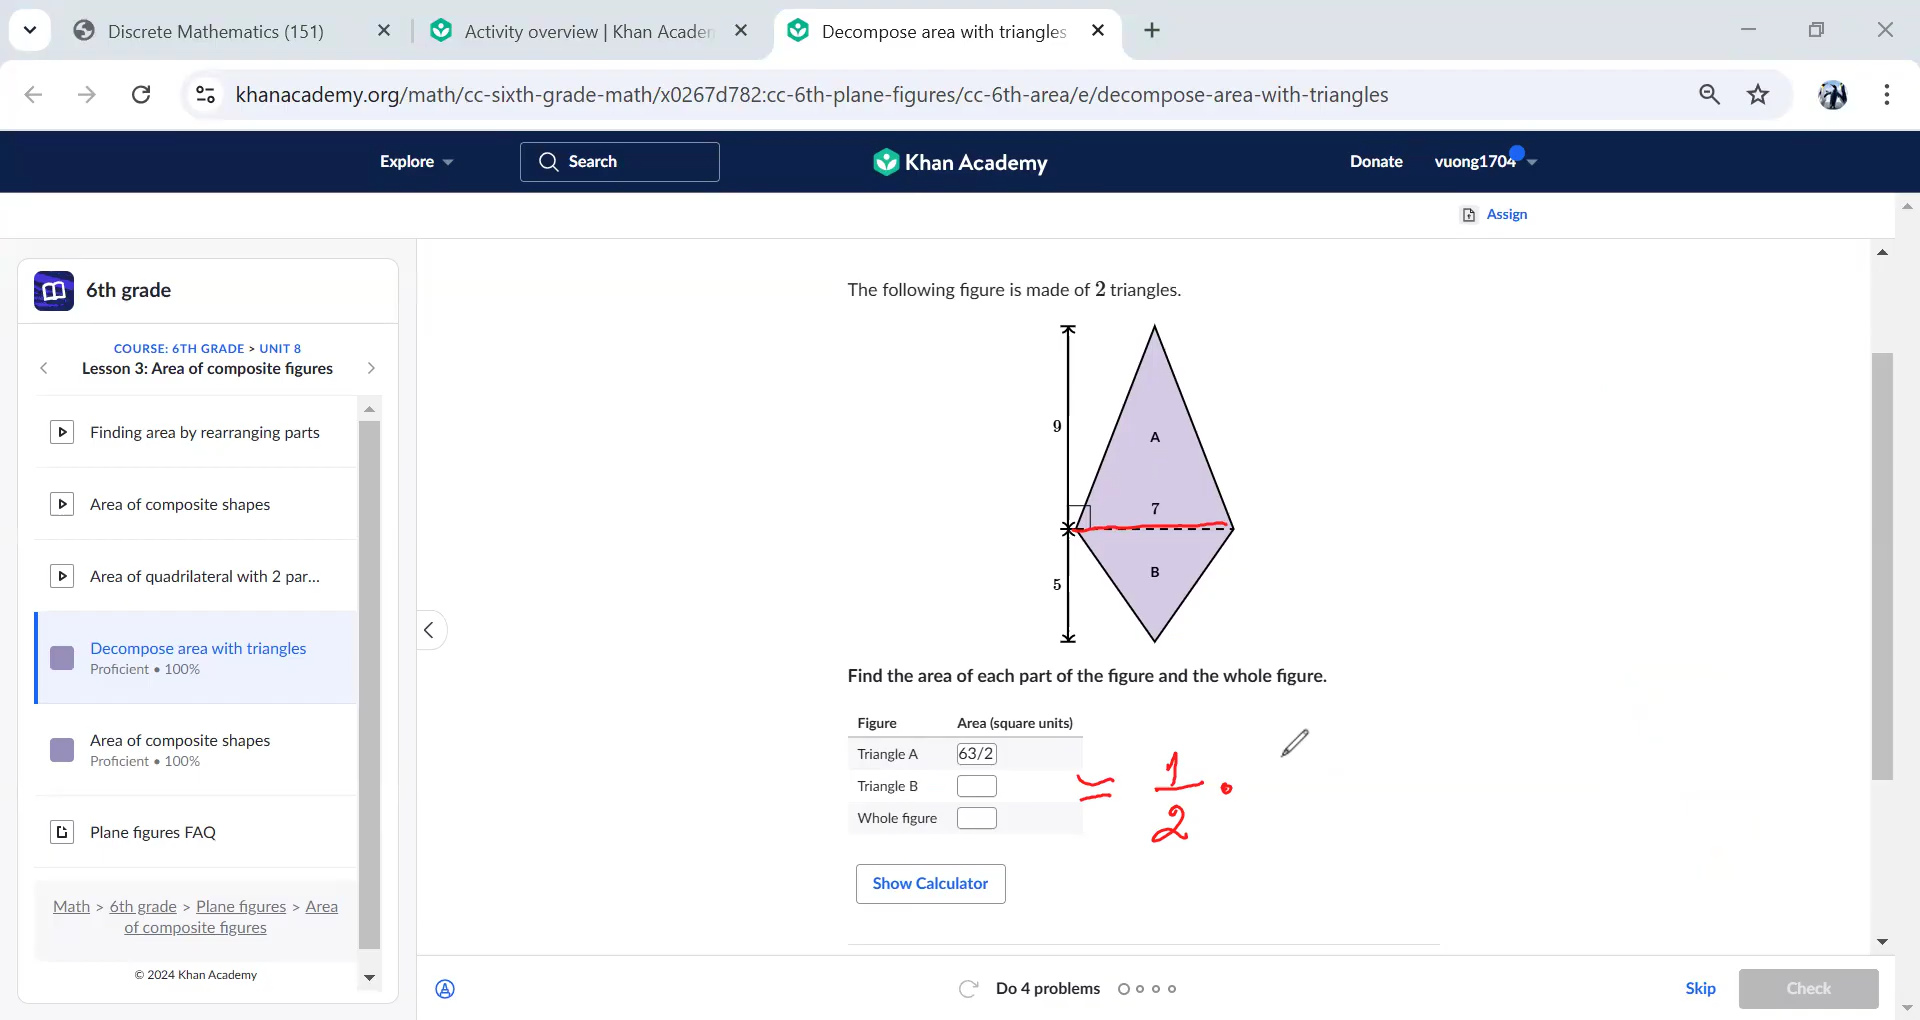 Discrete Mathematics (151)
Activity overview | Khan Acade
Decompose area with triangles
khanacademy.org/math/cc-sixth-grade-math/x0267d782:cc-6th-plane-figures/cc-6th-area/e/decompose-area-with-triangles
Explore
Search
Khan Academy
Donate
vuong1704
Assign
6th grade
COURSE: 6TH GRADE > UNIT 8
Lesson 3: Area of composite figures
Finding area by rearranging parts
Area of composite shapes
Area of quadrilateral with 2 par...
Decompose area with triangles
Proficient • 100%
Area of composite shapes
Proficient • 100%
Plane figures FAQ
Math > 6th grade > Plane figures > Area
of composite figures
© 2024 Khan Academy
The following figure is made of 2 triangles.
9
A
7
B
5
Find the area of each part of the figure and the whole figure.
Figure Area (square units)
Triangle A 63/2
Triangle B
Whole figure
= 1/2 ·
Show Calculator
Do 4 problems
Skip
Check